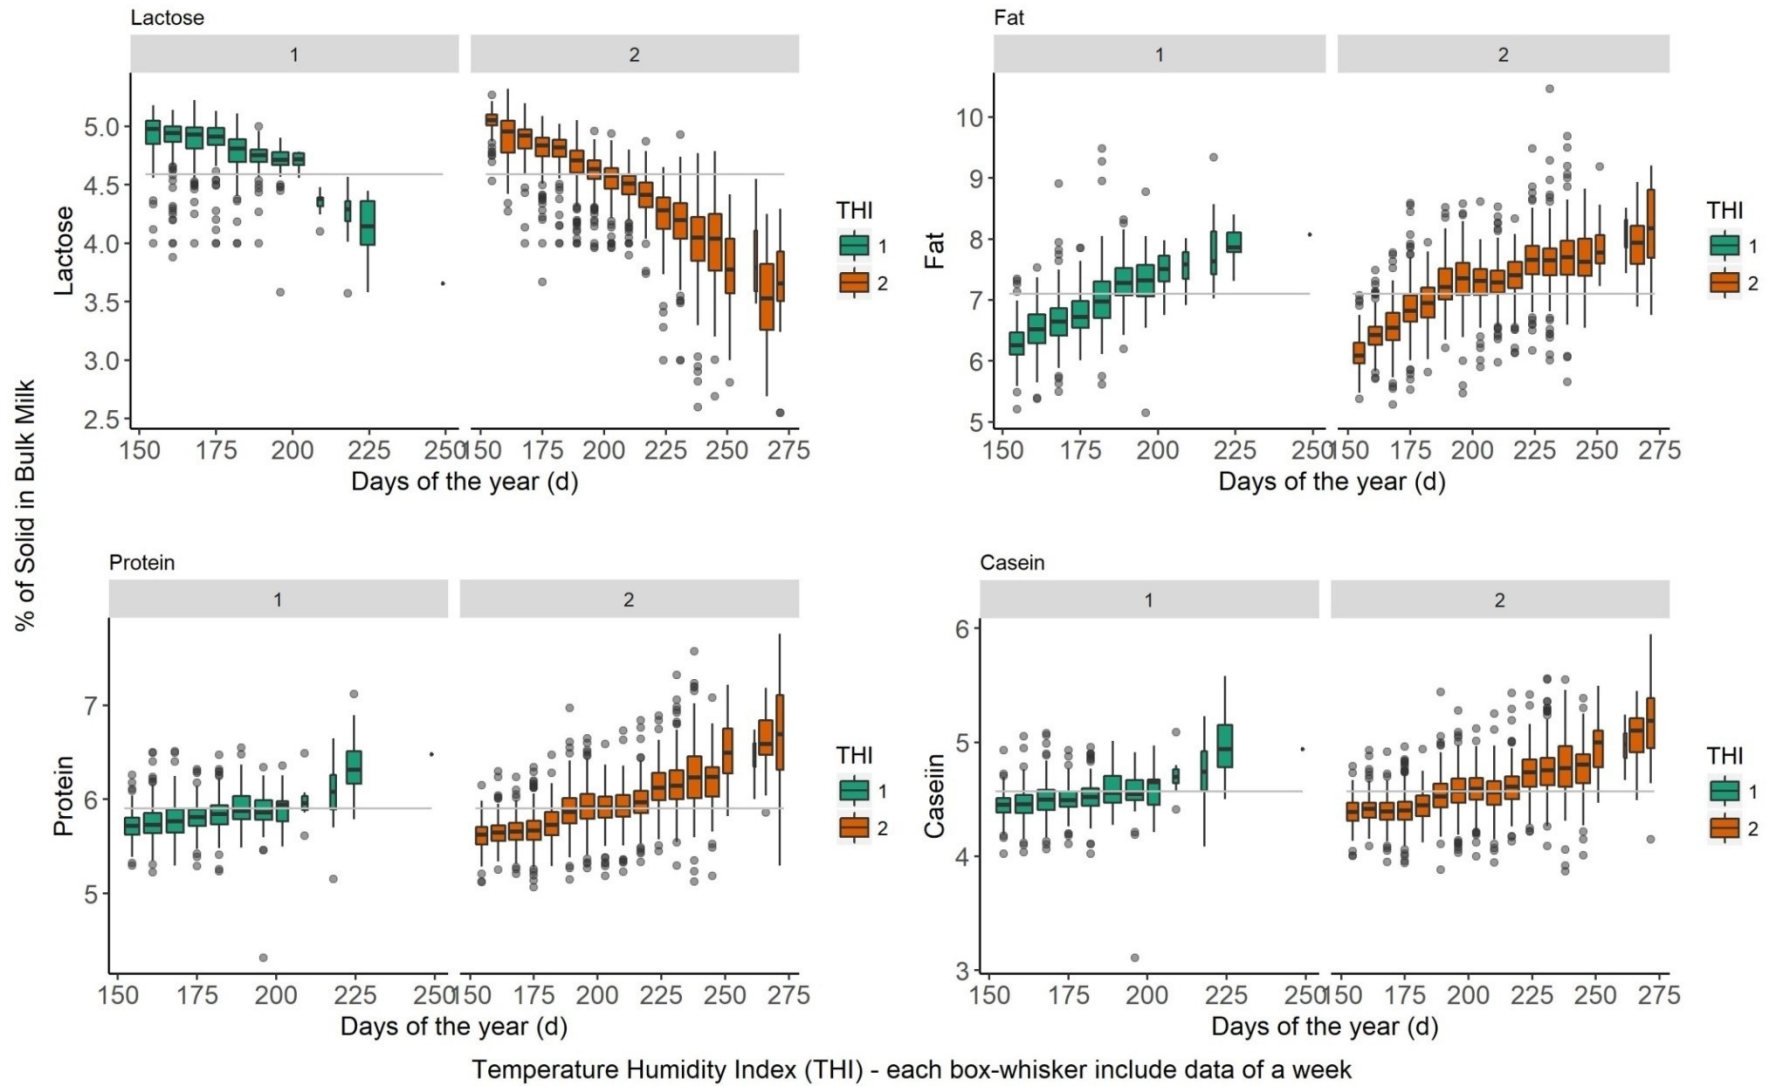 Lactose
1
2
5.0
4.5
4.0
3.5
3.0
2.5
Lactose
150 175 200 225 250 150 175 200 225 250 275
Days of the year (d)
THI
1
2
Fat
1
2
10
9
8
7
6
5
Fat
150 175 200 225 250 150 175 200 225 250 275
Days of the year (d)
THI
1
2
% of Solid in Bulk Milk
Protein
1
2
7
6
5
Protein
150 175 200 225 250 150 175 200 225 250 275
Days of the year (d)
THI
1
2
Casein
1
2
6
5
4
3
Caseiin
150 175 200 225 250 150 175 200 225 250 275
Days of the year (d)
THI
1
2
Temperature Humidity Index (THI) - each box-whisker include data of a week